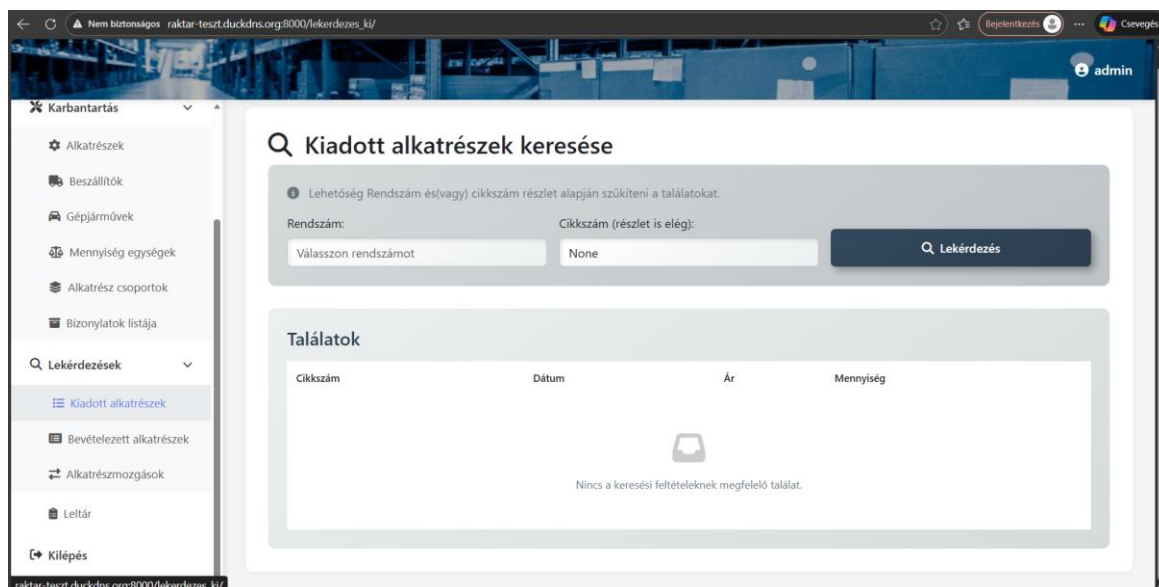 Nem biztonságos raktar-teszt.duckdns.org:8000/lekerdezes_ki/
Bejelentkezés
Csevegés
admin
Karbantartás
Alkatrészek
Beszállítók
Gépjárművek
Mennyiség egységek
Alkatrész csoportok
Bizonylatok listája
Lekérdezések
Kiadott alkatrészek
Bevételezett alkatrészek
Alkatrészmozgások
Leltár
Kilépés
raktar-teszt.duckdns.org:8000/lekerdezes_ki/
Kiadott alkatrészek keresése
Lehetőség Rendszám és(vagy) cikkszám részlet alapján szűkíteni a találatokat.
Rendszám: Cikkszám (részlet is elég):
Válasszon rendszámot None Lekérdezés
Találatok
Cikkszám Dátum Ár Mennyiség
Nincs a keresési feltételeknek megfelelő találat.